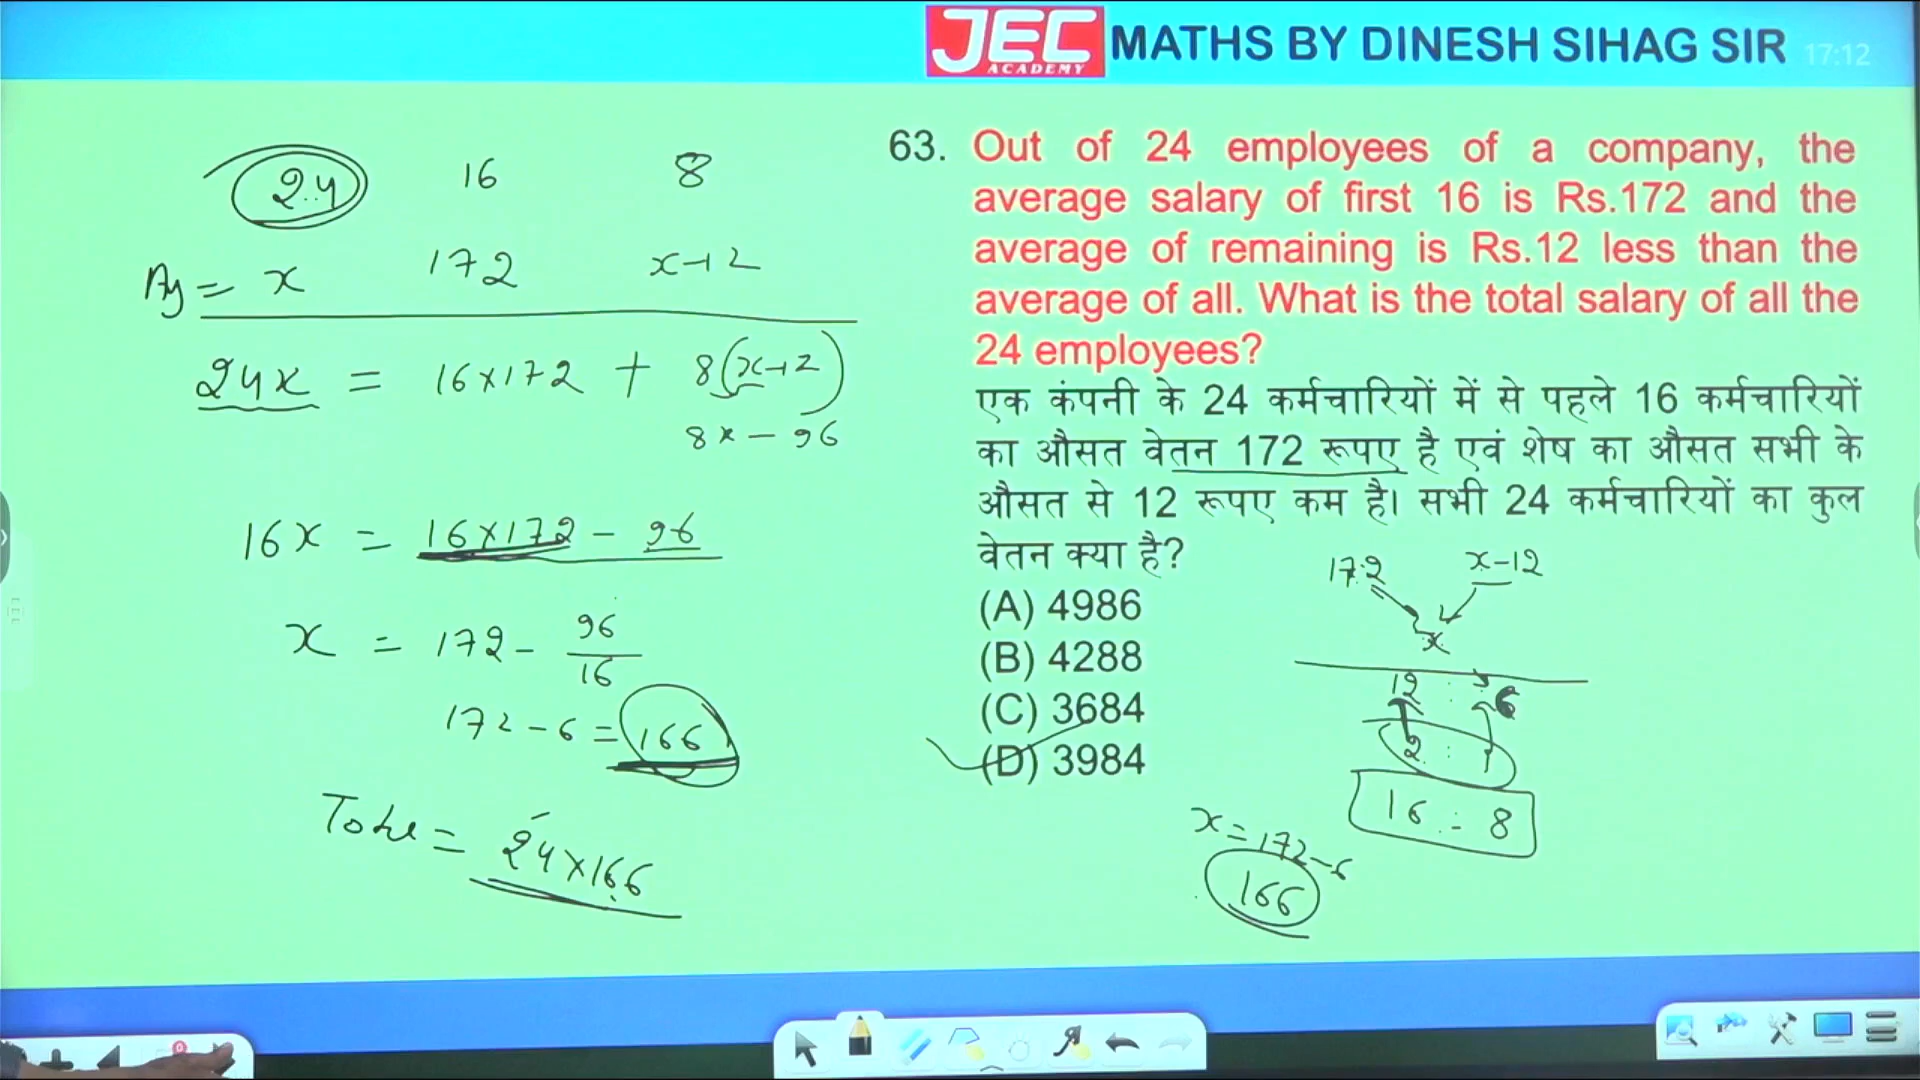 JEC ACADEMY MATHS BY DINESH SIHAG SIR 17:12
63. Out of 24 employees of a company, the
average salary of first 16 is Rs.172 and the
average of remaining is Rs.12 less than the
average of all. What is the total salary of all the
24 employees?
एक कंपनी के 24 कर्मचारियों में से पहले 16 कर्मचारियों
का औसत वेतन 172 रूपए है एवं शेष का औसत सभी के
औसत से 12 रूपए कम है। सभी 24 कर्मचारियों का कुल
वेतन क्या है?
(A) 4986
(B) 4288
(C) 3684
(D) 3984
24 16 8
Ag = x 172 x-12
24x = 16×172 + 8(x-12)
8x - 96
16x = 16×172 - 96
x = 172 - 96
16
172 - 6 = 166
= 24×166
172 x-12
x
12 : 6
2 : 1
16 : 8
x = 172-6
166